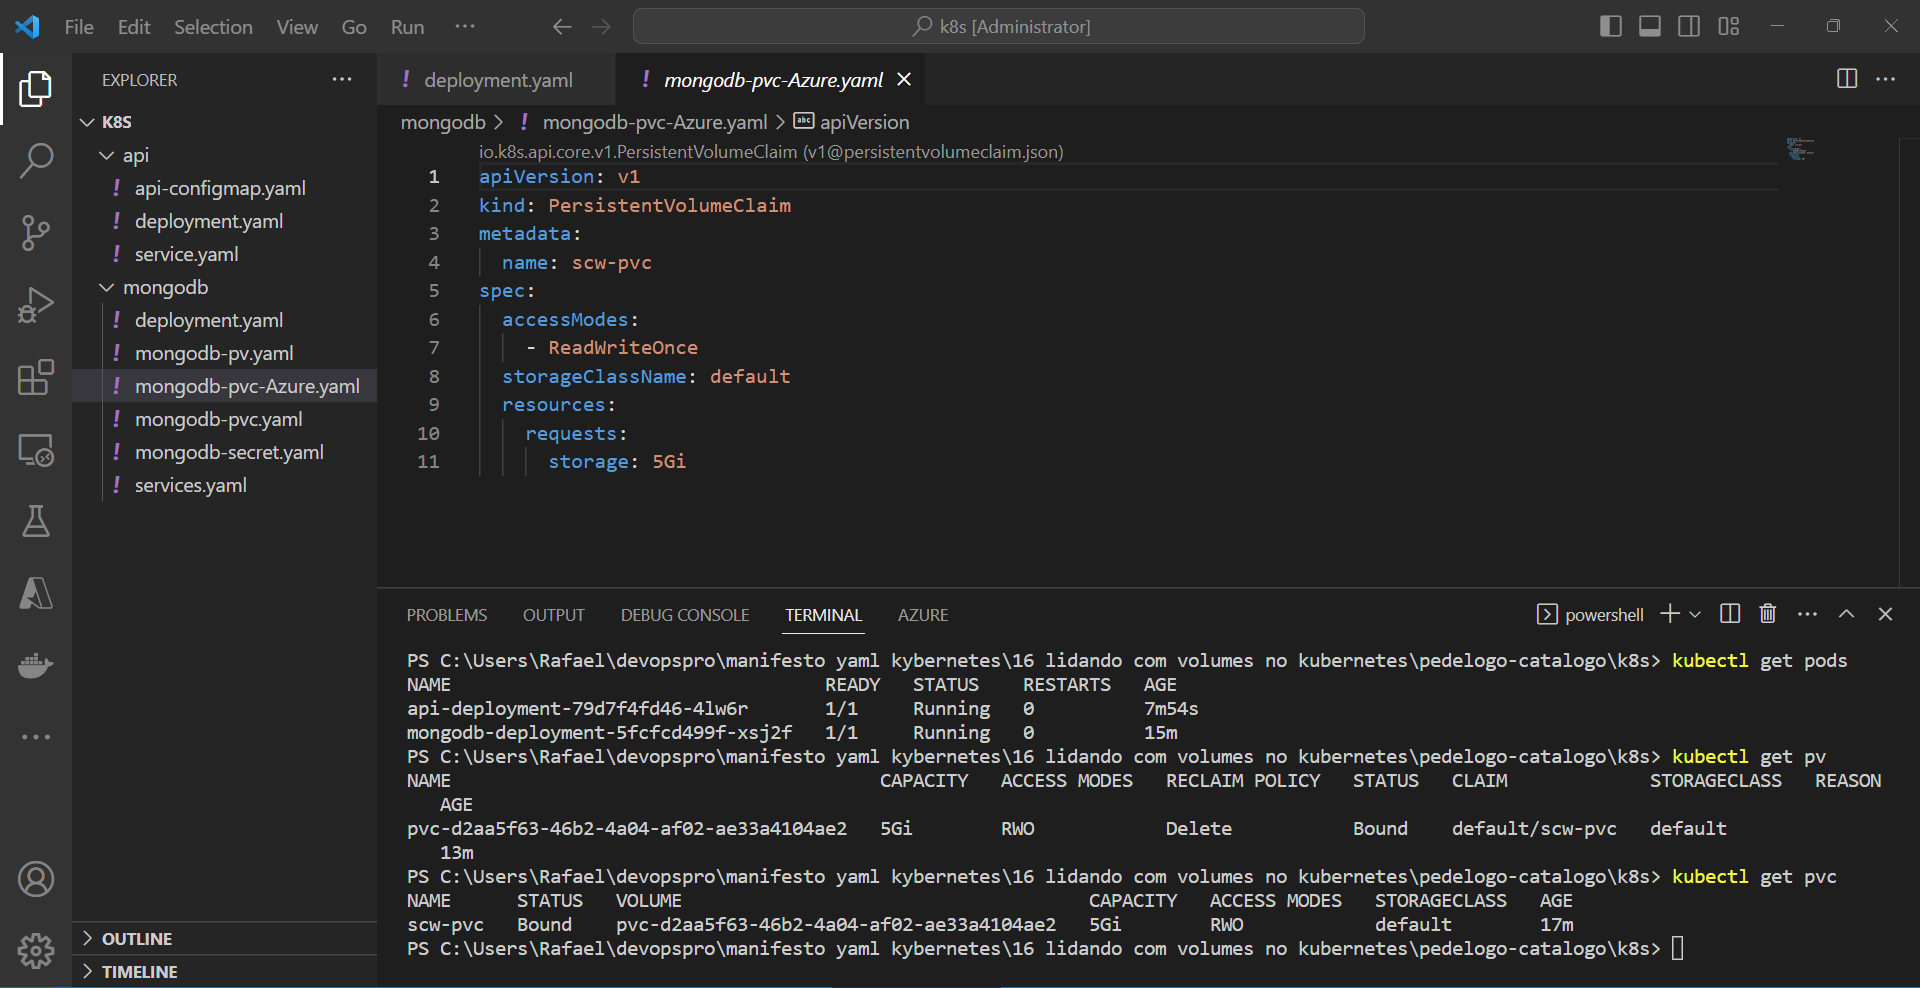 File Edit Selection View Go Run ···
k8s [Administrator]
EXPLORER
K8S
api
! api-configmap.yaml
! deployment.yaml
! service.yaml
mongodb
! deployment.yaml
! mongodb-pv.yaml
! mongodb-pvc-Azure.yaml
! mongodb-pvc.yaml
! mongodb-secret.yaml
! services.yaml
OUTLINE
TIMELINE
! deployment.yaml ! mongodb-pvc-Azure.yaml
mongodb > ! mongodb-pvc-Azure.yaml > abc apiVersion
io.k8s.api.core.v1.PersistentVolumeClaim (v1@persistentvolumeclaim.json)
1 apiVersion: v1
2 kind: PersistentVolumeClaim
3 metadata:
4 name: scw-pvc
5 spec:
6 accessModes:
7 - ReadWriteOnce
8 storageClassName: default
9 resources:
10 requests:
11 storage: 5Gi
PROBLEMS OUTPUT DEBUG CONSOLE TERMINAL AZURE
powershell
PS C:\Users\Rafael\devopspro\manifesto yaml kybernetes\16 lidando com volumes no kubernetes\pedelogo-catalogo\k8s> kubectl get pods
NAME READY STATUS RESTARTS AGE
api-deployment-79d7f4fd46-4lw6r 1/1 Running 0 7m54s
mongodb-deployment-5fcfcd499f-xsj2f 1/1 Running 0 15m
PS C:\Users\Rafael\devopspro\manifesto yaml kybernetes\16 lidando com volumes no kubernetes\pedelogo-catalogo\k8s> kubectl get pv
NAME CAPACITY ACCESS MODES RECLAIM POLICY STATUS CLAIM STORAGECLASS REASON
AGE
pvc-d2aa5f63-46b2-4a04-af02-ae33a4104ae2 5Gi RWO Delete Bound default/scw-pvc default
13m
PS C:\Users\Rafael\devopspro\manifesto yaml kybernetes\16 lidando com volumes no kubernetes\pedelogo-catalogo\k8s> kubectl get pvc
NAME STATUS VOLUME CAPACITY ACCESS MODES STORAGECLASS AGE
scw-pvc Bound pvc-d2aa5f63-46b2-4a04-af02-ae33a4104ae2 5Gi RWO default 17m
PS C:\Users\Rafael\devopspro\manifesto yaml kybernetes\16 lidando com volumes no kubernetes\pedelogo-catalogo\k8s>